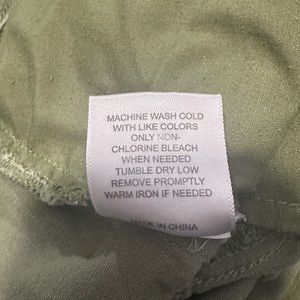 MACHINE WASH COLD
WITH LIKE COLORS
ONLY NON-
CHLORINE BLEACH
WHEN NEEDED
TUMBLE DRY LOW
REMOVE PROMPTLY
WARM IRON IF NEEDED
MADE IN CHINA